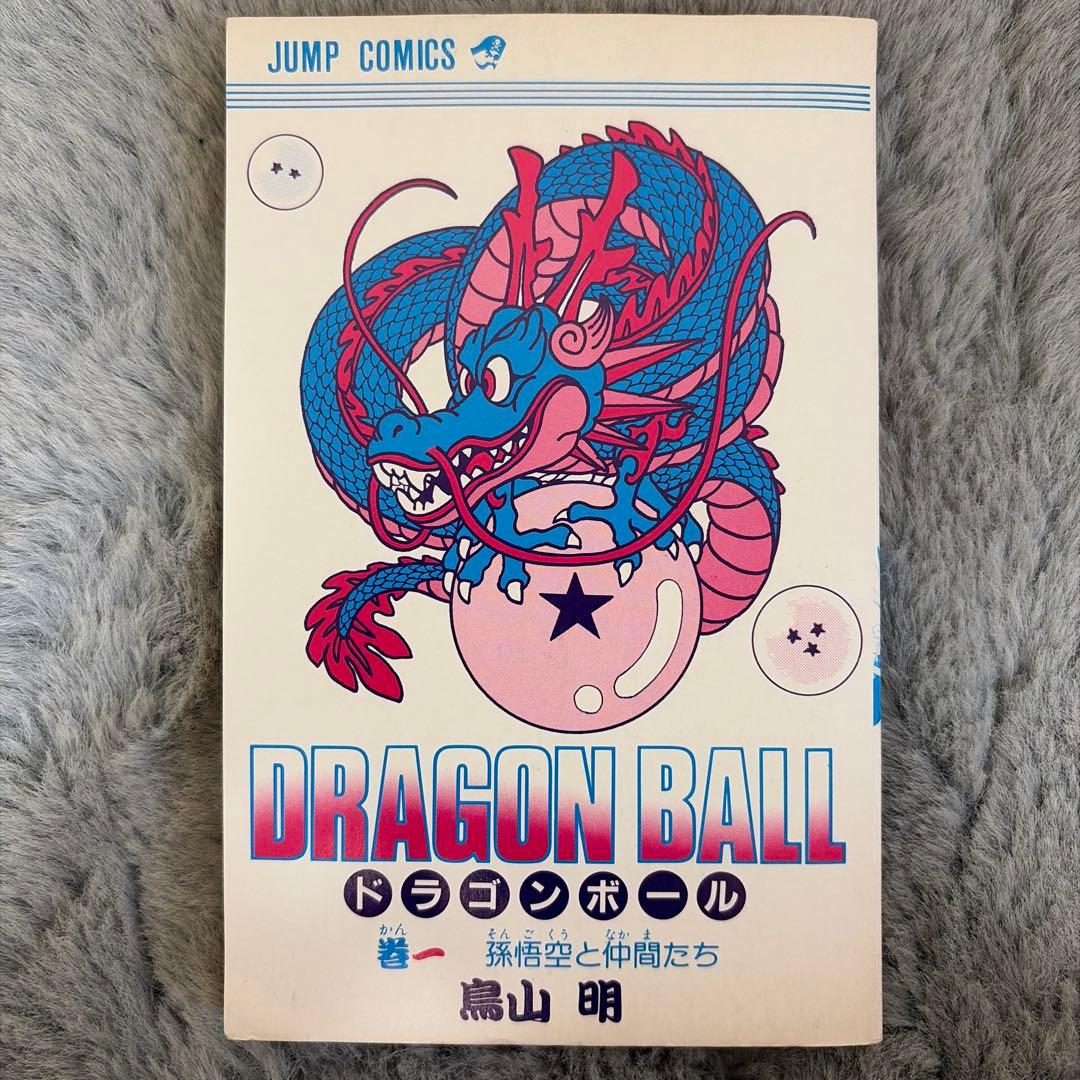 JUMP COMICS
DRAGON BALL
ドラゴンボール
かん そんごくう なかま
巻一 孫悟空と仲間たち
鳥山 明